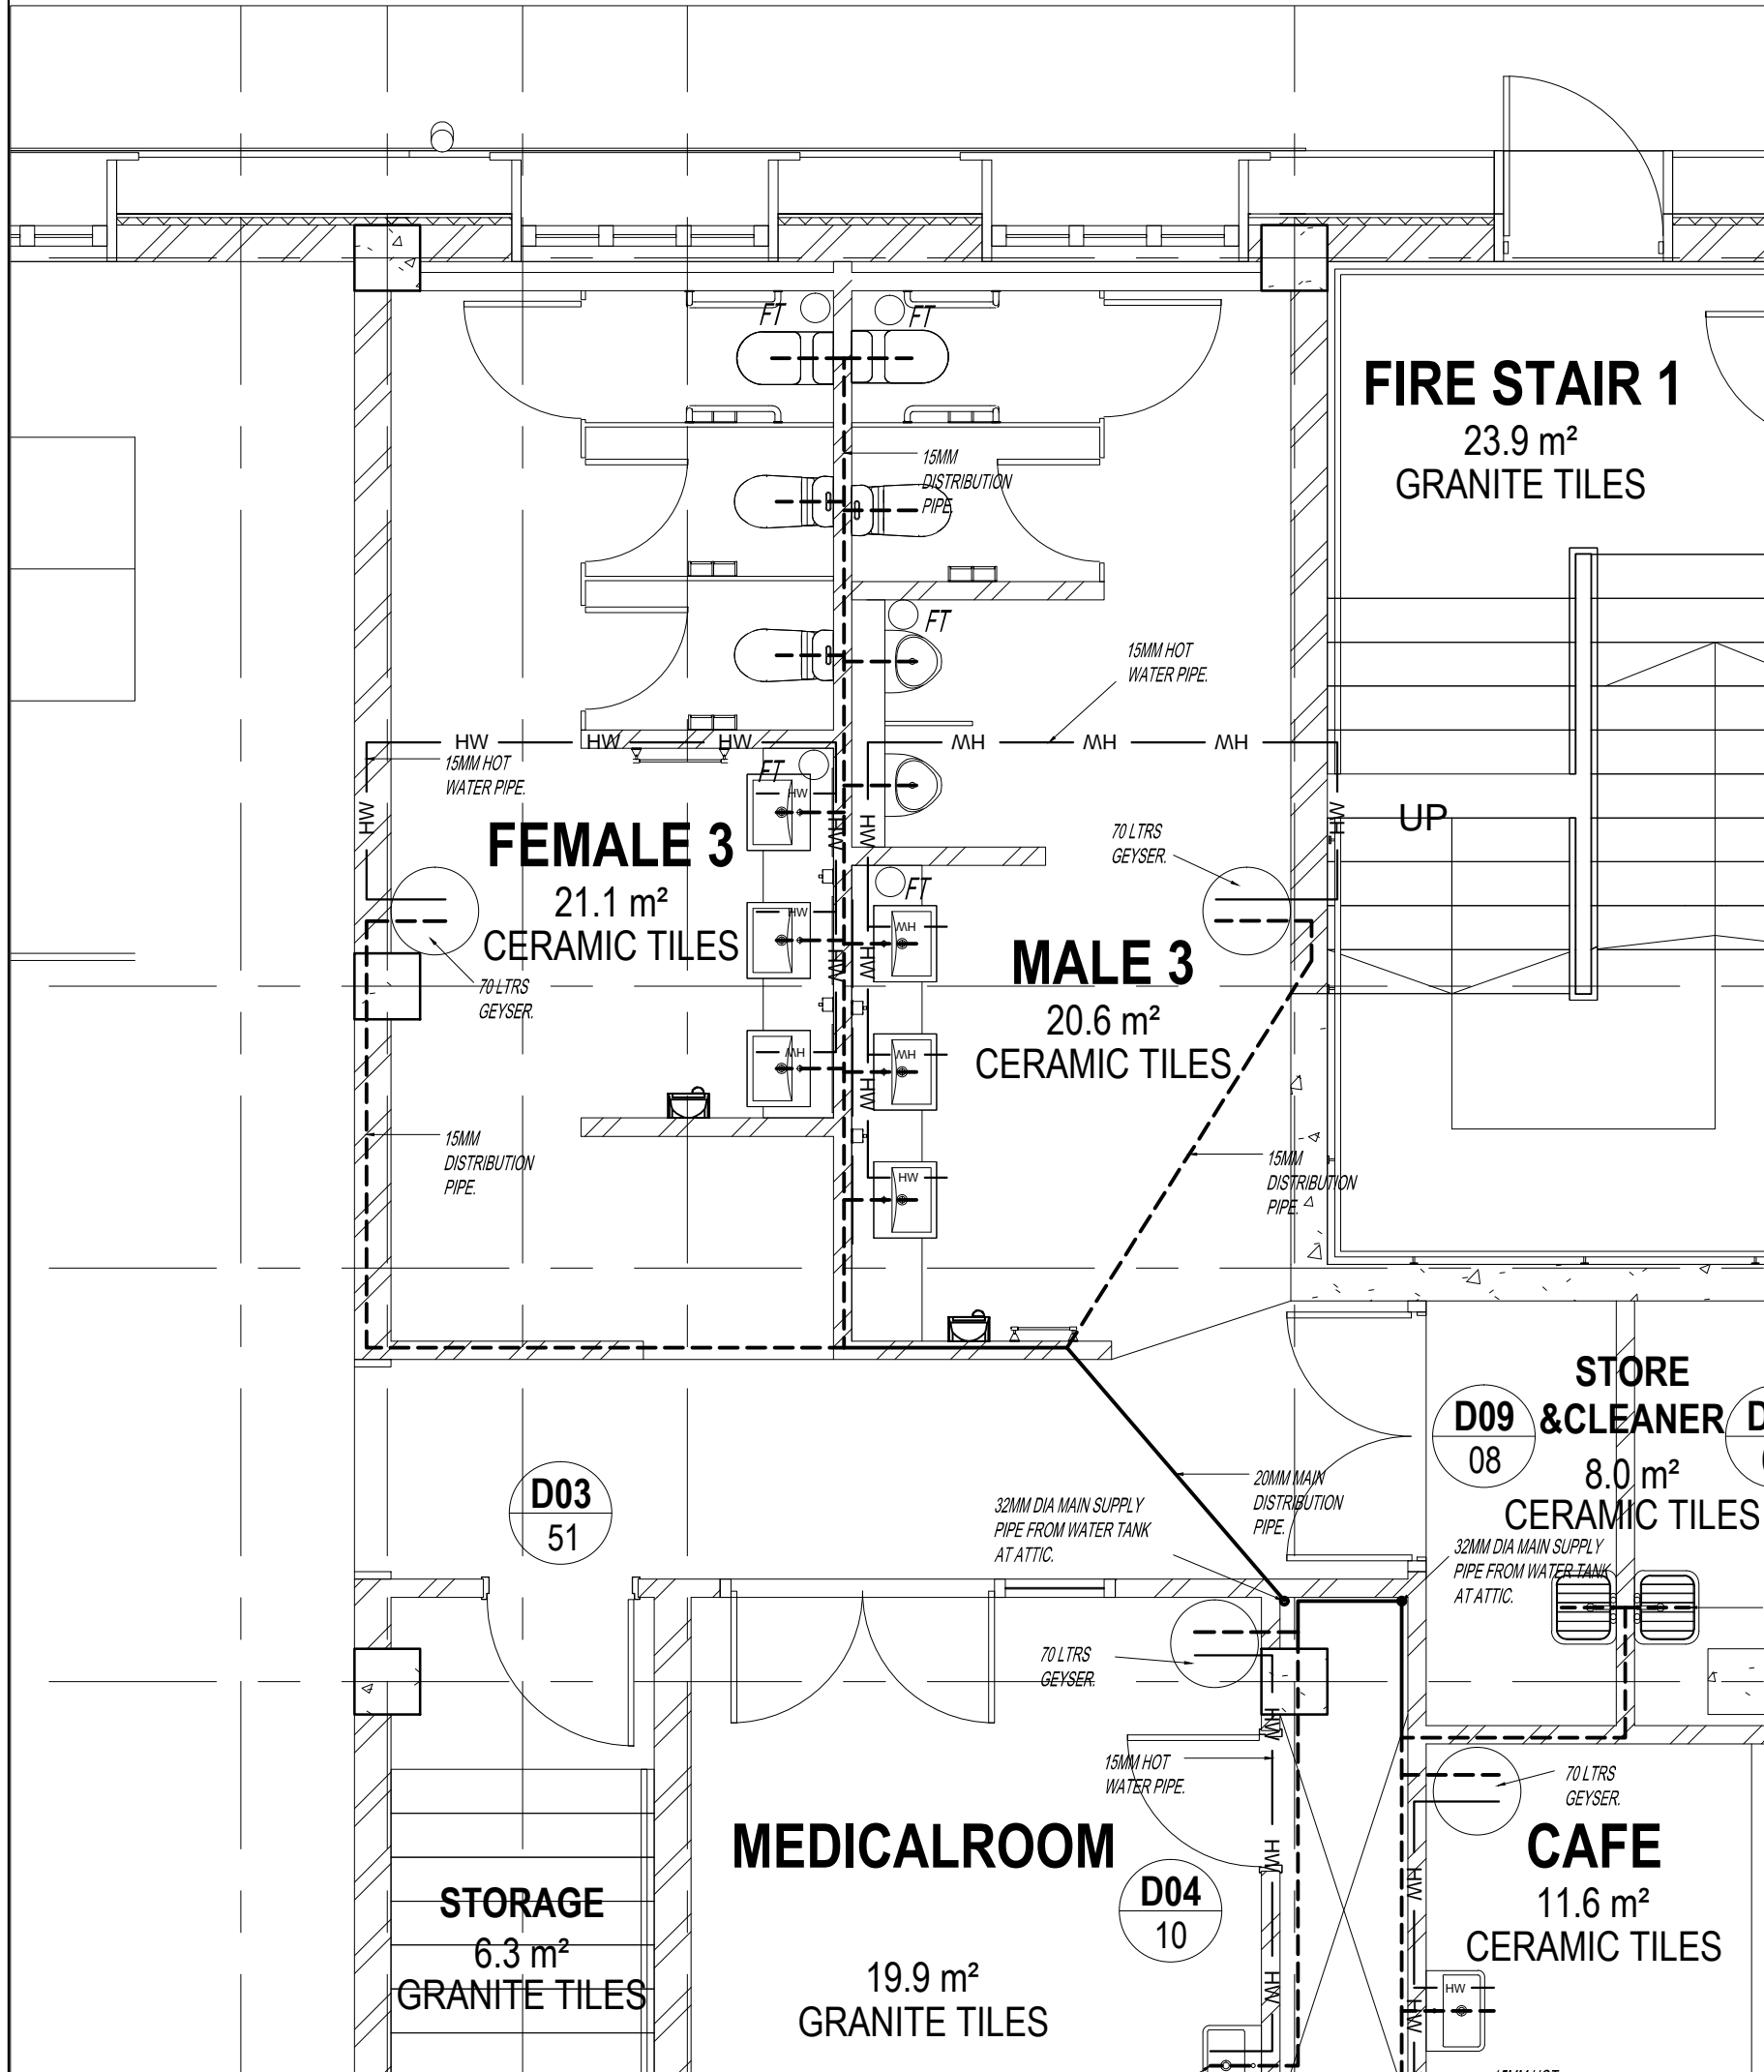 FT
FT
FIRE STAIR 1
23.9 m²
GRANITE TILES
15MM
DISTRIBUTION
PIPE.
FT
15MM HOT
WATER PIPE.
HW
HW
HW
HW
HW
HW
15MM HOT
WATER PIPE.
FT
HW
HW
HW
HW
HW
UP
FEMALE 3
21.1 m²
CERAMIC TILES
70 LTRS
GEYSER.
FT
HW
HW
HW
HW
MALE 3
20.6 m²
CERAMIC TILES
70 LTRS
GEYSER.
HW
HW
HW
HW
15MM
DISTRIBUTION
PIPE.
15MM
DISTRIBUTION
PIPE.
STORE
&CLEANER
8.0 m²
CERAMIC TILES
D09
08
D03
51
32MM DIA MAIN SUPPLY
PIPE FROM WATER TANK
AT ATTIC.
20MM MAIN
DISTRIBUTION
PIPE.
32MM DIA MAIN SUPPLY
PIPE FROM WATER TANK
AT ATTIC.
70 LTRS
GEYSER.
HW
15MM HOT
WATER PIPE.
70 LTRS
GEYSER.
MEDICALROOM
19.9 m²
GRANITE TILES
D04
10
HW
HW
HW
CAFE
11.6 m²
CERAMIC TILES
HW
HW
STORAGE
6.3 m²
GRANITE TILES